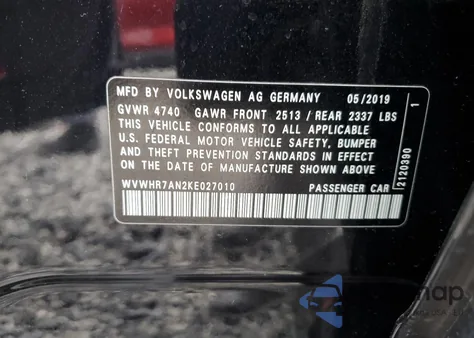 MFD BY VOLKSWAGEN AG GERMANY 05/2019
GVWR 4740 GAWR FRONT 2513 / REAR 2337 LBS
THIS VEHICLE CONFORMS TO ALL APPLICABLE
U.S. FEDERAL MOTOR VEHICLE SAFETY, BUMPER
AND THEFT PREVENTION STANDARDS IN EFFECT
ON THE DATE OF MANUFACTURE SHOWN ABOVE
WVWHR7AN2KE027010 PASSENGER CAR
2120390 1